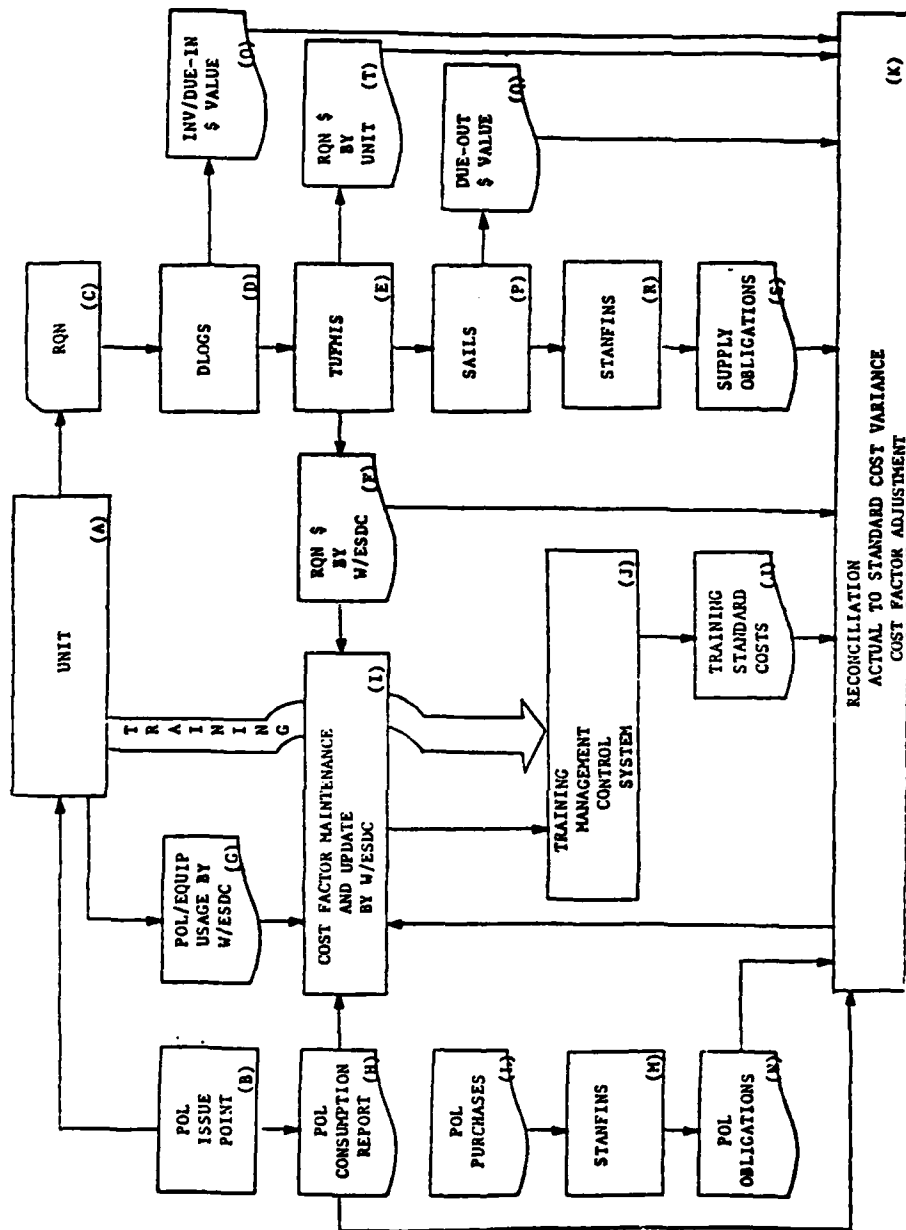 UNIT
(A)
RQN
(C)
INV/DUE-IN
$ VALUE
(O)
POL
ISSUE
POINT
(B)
POL/EQUIP
USAGE BY
W/ESDC
(G)
TRAINING
DLOGS
(D)
RQN $
BY
UNIT
(T)
POL
CONSUMPTION
REPORT
(H)
COST FACTOR MAINTENANCE
AND UPDATE
BY W/ESDC
(I)
RQN $
BY
W/ESDC
(F)
TUFMIS
(E)
DUE-OUT
$ VALUE
(Q)
POL
PURCHASES
(L)
SAILS
(P)
STANFINS
(M)
TRAINING
MANAGEMENT
CONTROL
SYSTEM
(J)
STANFINS
(R)
POL
OBLIGATIONS
(N)
TRAINING
STANDARD
COSTS
(J)
SUPPLY
OBLIGATIONS
(S)
RECONCILIATION
ACTUAL TO STANDARD COST VARIANCE
COST FACTOR ADJUSTMENT
(K)